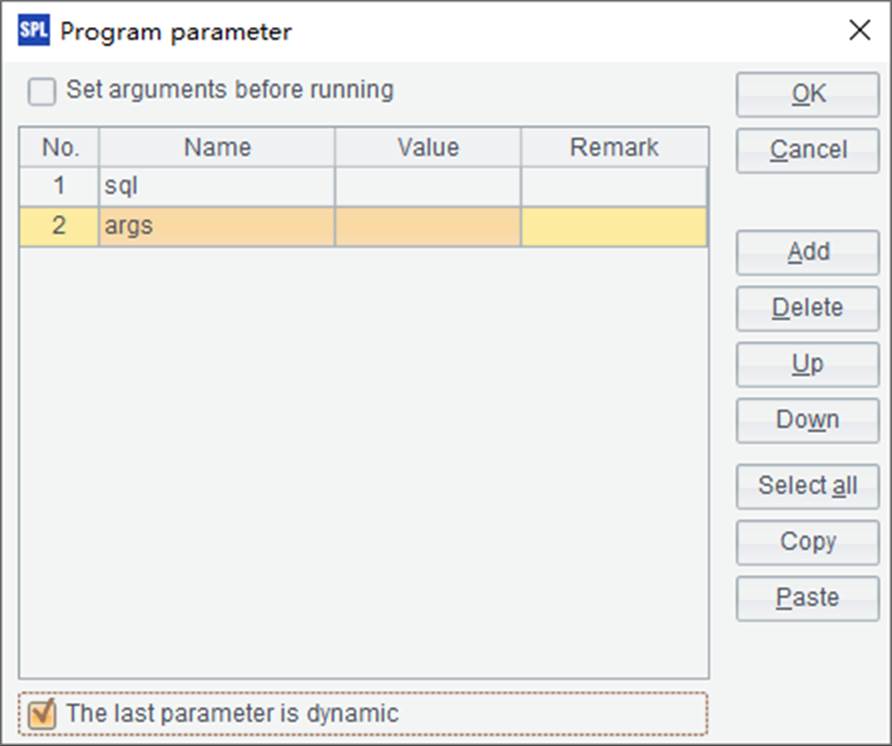 SPL Program parameter
Set arguments before running
OK
No. Name Value Remark
Cancel
1 sql
2 args
Add
Delete
Up
Down
Select all
Copy
Paste
The last parameter is dynamic